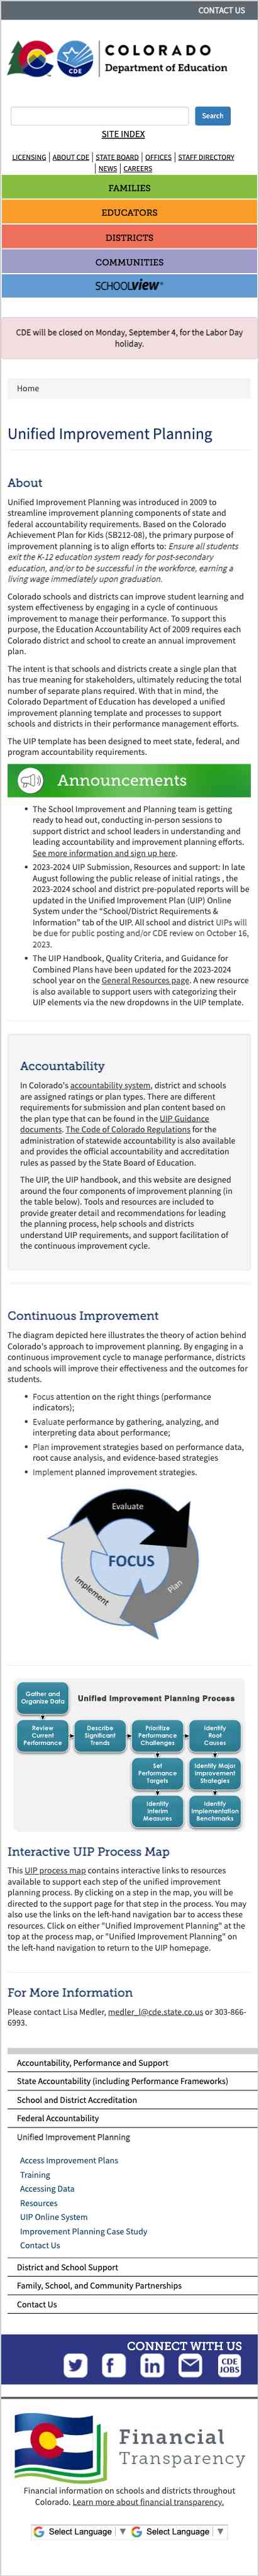 CONTACT US
COLORADO
Department of Education
CDE
Search
SITE INDEX
LICENSING | ABOUT CDE | STATE BOARD | OFFICES | STAFF DIRECTORY
| NEWS | CAREERS
FAMILIES
EDUCATORS
DISTRICTS
COMMUNITIES
SCHOOLVIEW®
CDE will be closed on Monday, September 4, for the Labor Day
holiday.
Home
Unified Improvement Planning
About
Unified Improvement Planning was introduced in 2009 to
streamline improvement planning components of state and
federal accountability requirements. Based on the Colorado
Achievement Plan for Kids (SB212-08), the primary purpose of
improvement planning is to align efforts to: Ensure all students
exit the K-12 education system ready for post-secondary
education, and/or to be successful in the workforce, earning a
living wage immediately upon graduation.
Colorado schools and districts can improve student learning and
system effectiveness by engaging in a cycle of continuous
improvement to manage their performance. To support this
purpose, the Education Accountability Act of 2009 requires each
Colorado district and school to create an annual improvement
plan.
The intent is that schools and districts create a single plan that
has true meaning for stakeholders, ultimately reducing the total
number of separate plans required. With that in mind, the
Colorado Department of Education has developed a unified
improvement planning template and processes to support
schools and districts in their performance management efforts.
The UIP template has been designed to meet state, federal, and
program accountability requirements.
Announcements
• The School Improvement and Planning team is getting
ready to head out, conducting in-person sessions to
support district and school leaders in understanding and
leading accountability and improvement planning efforts.
See more information and sign up here.
• 2023-2024 UIP Submission, Resources and support: In late
August following the public release of initial ratings , the
2023-2024 school and district pre-populated reports will be
updated in the Unified Improvement Plan (UIP) Online
System under the “School/District Requirements &
Information” tab of the UIP. All school and district UIPs will
be due for public posting and/or CDE review on October 16,
2023.
• The UIP Handbook, Quality Criteria, and Guidance for
Combined Plans have been updated for the 2023-2024
school year on the General Resources page. A new resource
is also available to support users with categorizing their
UIP elements via the new dropdowns in the UIP template.
Accountability
In Colorado's accountability system, district and schools
are assigned ratings or plan types. There are different
requirements for submission and plan content based on
the plan type that can be found in the UIP Guidance
documents. The Code of Colorado Regulations for the
administration of statewide accountability is also available
and provides the official accountability and accreditation
rules as passed by the State Board of Education.
The UIP, the UIP handbook, and this website are designed
around the four components of improvement planning (in
the table below). Tools and resources are included to
provide greater detail and recommendations for leading
the planning process, help schools and districts
understand UIP requirements, and support facilitation of
the continuous improvement cycle.
Continuous Improvement
The diagram depicted here illustrates the theory of action behind
Colorado's approach to improvement planning. By engaging in a
continuous improvement cycle to manage performance, districts
and schools will improve their effectiveness and the outcomes for
students.
• Focus attention on the right things (performance
indicators);
• Evaluate performance by gathering, analyzing, and
interpreting data about performance;
• Plan improvement strategies based on performance data,
root cause analysis, and evidence-based strategies
• Implement planned improvement strategies.
Evaluate
FOCUS
Implement
Plan
Gather and
Organize Data
Unified Improvement Planning Process
Review
Current
Performance
Describe
Significant
Trends
Prioritize
Performance
Challenges
Identify
Root
Causes
Set
Performance
Targets
Identify Major
Improvement
Strategies
Identify
Interim
Measures
Identify
Implementation
Benchmarks
Interactive UIP Process Map
This UIP process map contains interactive links to resources
available to support each step of the unified improvement
planning process. By clicking on a step in the map, you will be
directed to the support page for that step in the process. You may
also use the links on the left-hand navigation bar to access these
resources. Click on either "Unified Improvement Planning" at the
top at the process map, or "Unified Improvement Planning" on
the left-hand navigation to return to the UIP homepage.
For More Information
Please contact Lisa Medler, medler_l@cde.state.co.us or 303-866-
6993.
Accountability, Performance and Support
State Accountability (including Performance Frameworks)
School and District Accreditation
Federal Accountability
Unified Improvement Planning
Access Improvement Plans
Training
Accessing Data
Resources
UIP Online System
Improvement Planning Case Study
Contact Us
District and School Support
Family, School, and Community Partnerships
Contact Us
CONNECT WITH US
CDE
JOBS
Financial
Transparency
Financial information on schools and districts throughout
Colorado. Learn more about financial transparency.
Select Language | ▼ Select Language | ▼